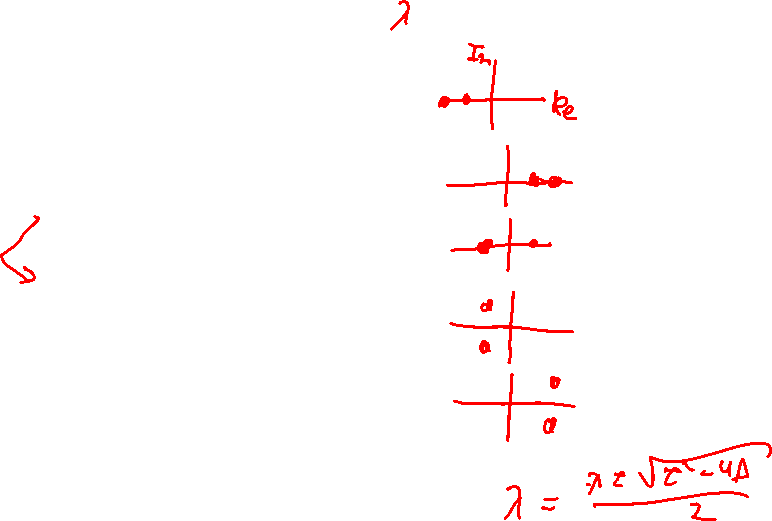 λ
Im
Re
λ = λ ± √τ² - 4Δ / 2